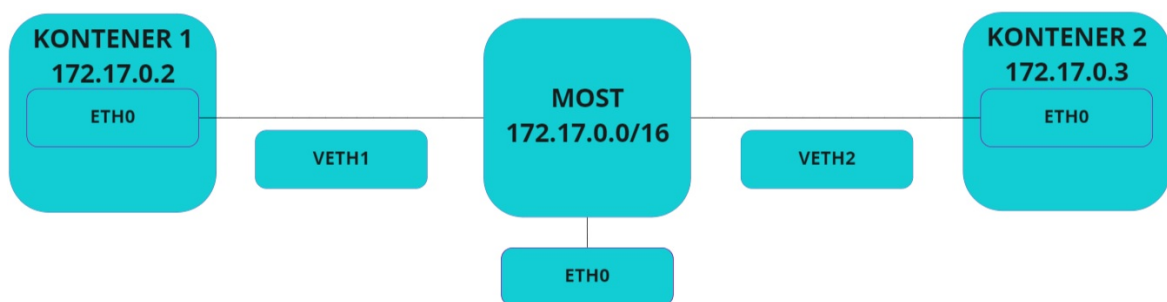 KONTENER 1
172.17.0.2
ETH0
VETH1
MOST
172.17.0.0/16
ETH0
VETH2
KONTENER 2
172.17.0.3
ETH0